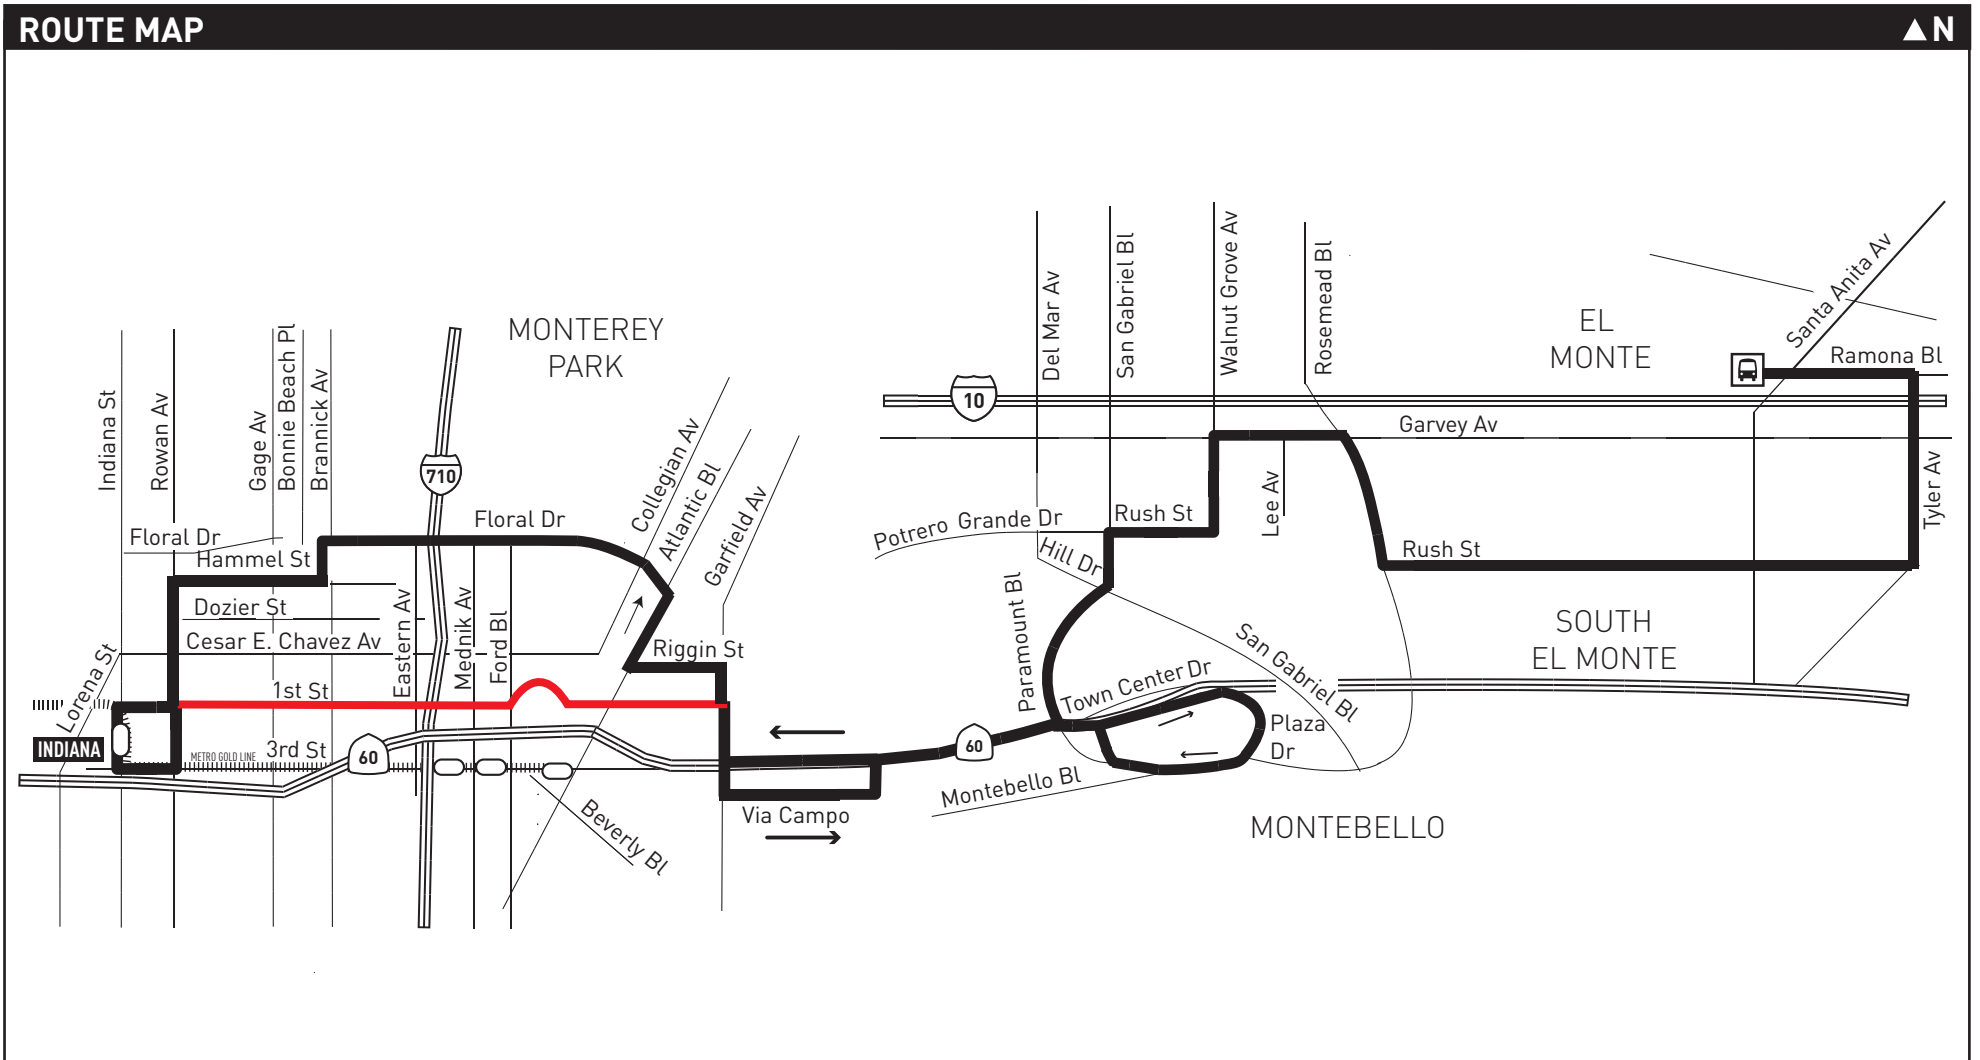 ROUTE MAP
N
MONTEREY
PARK
EL
MONTE
SOUTH
EL MONTE
MONTEBELLO
Indiana St
Rowan Av
Gage Av
Bonnie Beach Pl
Brannick Av
710
Collegian Av
Atlantic Bl
Garfield Av
Floral Dr
Floral Dr
Hammel St
Dozier St
Cesar E. Chavez Av
Eastern Av
Mednik Av
Ford Bl
Riggin St
Lorena St
1st St
INDIANA
METRO GOLD LINE
3rd St
60
Beverly Bl
Via Campo
60
Del Mar Av
San Gabriel Bl
Walnut Grove Av
Rosemead Bl
Santa Anita Av
Ramona Bl
10
Garvey Av
Lee Av
Tyler Av
Potrero Grande Dr
Rush St
Hill Dr
Rush St
Paramount Bl
Town Center Dr
San Gabriel Bl
Plaza
Dr
Montebello Bl